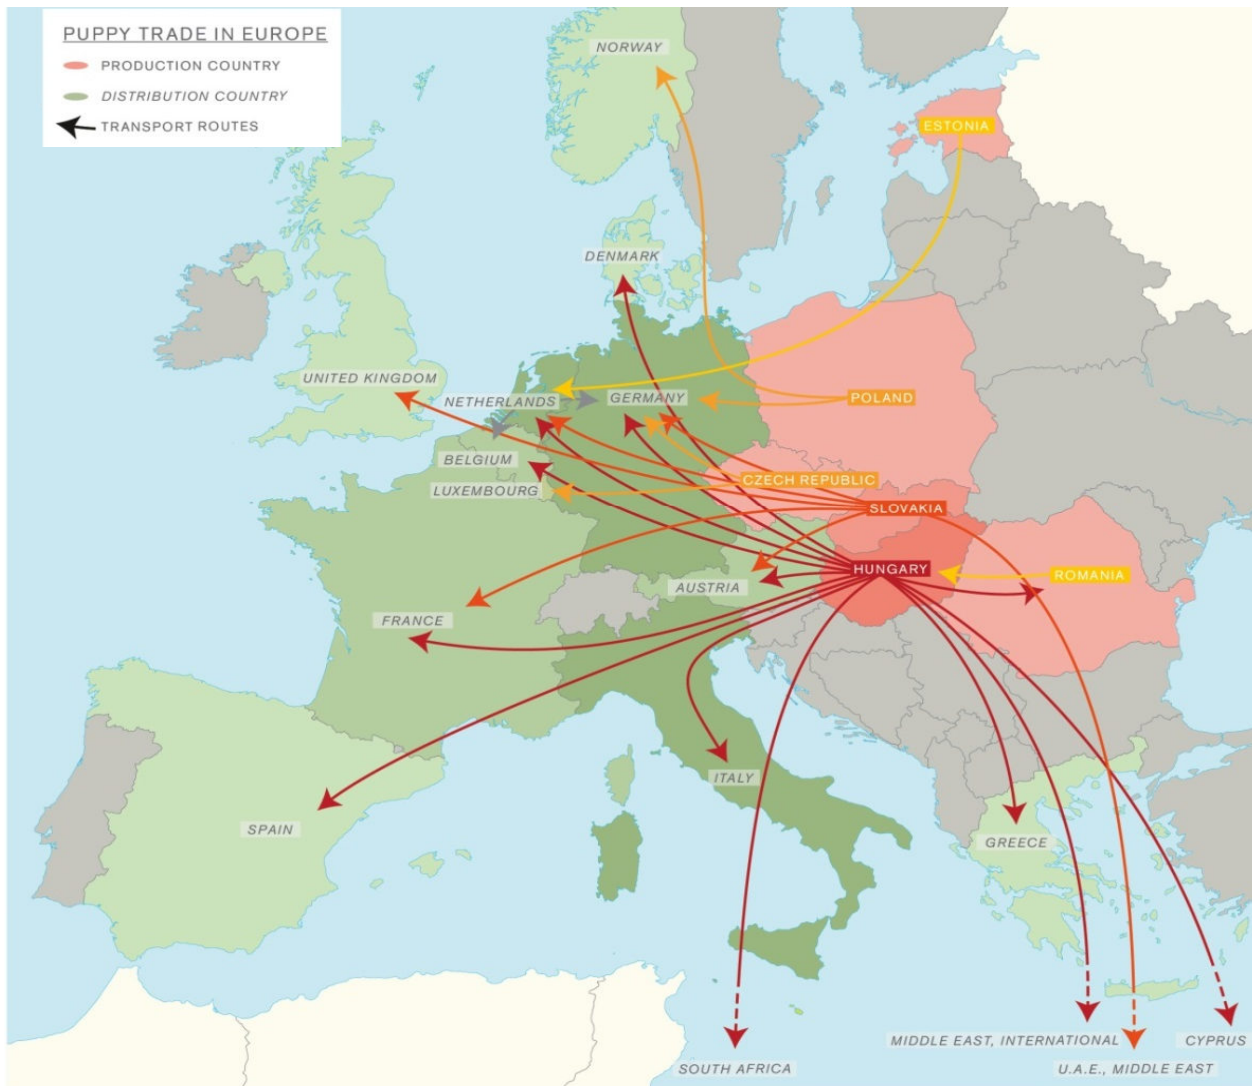 PUPPY TRADE IN EUROPE
PRODUCTION COUNTRY
DISTRIBUTION COUNTRY
TRANSPORT ROUTES
NORWAY
ESTONIA
DENMARK
UNITED KINGDOM
NETHERLANDS
GERMANY
POLAND
BELGIUM
LUXEMBOURG
CZECH REPUBLIC
SLOVAKIA
HUNGARY
ROMANIA
AUSTRIA
FRANCE
ITALY
SPAIN
GREECE
MIDDLE EAST, INTERNATIONAL
CYPRUS
SOUTH AFRICA
U.A.E., MIDDLE EAST